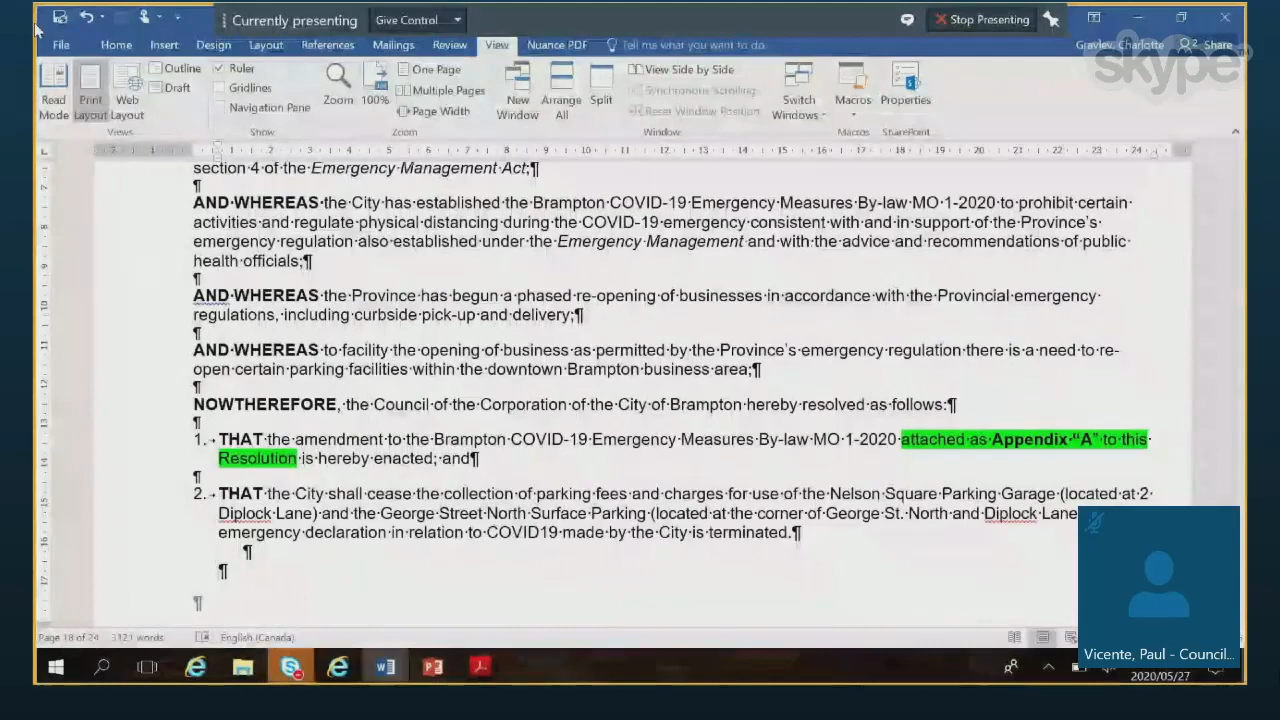 Currently presenting Give Control Stop Presenting
File Home Insert Design Layout References Mailings Review View Nuance PDF Tell me what you want to do Gravlev, Charlotte Share
skype™
Outline Ruler One Page View Side by Side
Draft Gridlines Multiple Pages Synchronous Scrolling
Navigation Pane Page Width Reset Window Position
Read Mode Print Layout Web Layout Zoom 100% New Window Arrange All Split Switch Windows Macros Properties
Views Show Zoom Window Macros SharePoint
section 4 of the Emergency Management Act;¶
¶
AND WHEREAS the City has established the Brampton COVID-19 Emergency Measures By-law MO 1-2020 to prohibit certain
activities and regulate physical distancing during the COVID-19 emergency consistent with and in support of the Province's
emergency regulation also established under the Emergency Management and with the advice and recommendations of public
health officials;¶
¶
AND WHEREAS the Province has begun a phased re-opening of businesses in accordance with the Provincial emergency
regulations, including curbside pick-up and delivery;¶
¶
AND WHEREAS to facility the opening of business as permitted by the Province's emergency regulation there is a need to re-
open certain parking facilities within the downtown Brampton business area;¶
¶
NOWTHEREFORE, the Council of the Corporation of the City of Brampton hereby resolved as follows:¶
¶
1. THAT the amendment to the Brampton COVID-19 Emergency Measures By-law MO 1-2020 attached as Appendix "A" to this
Resolution is hereby enacted; and¶
¶
2. THAT the City shall cease the collection of parking fees and charges for use of the Nelson Square Parking Garage (located at 2
Diplock Lane) and the George Street North Surface Parking (located at the corner of George St. North and Diplock Lane
emergency declaration in relation to COVID19 made by the City is terminated.¶
¶
¶
¶
Page 18 of 24 3121 words English (Canada)
Vicente, Paul - Council...
2020/05/27